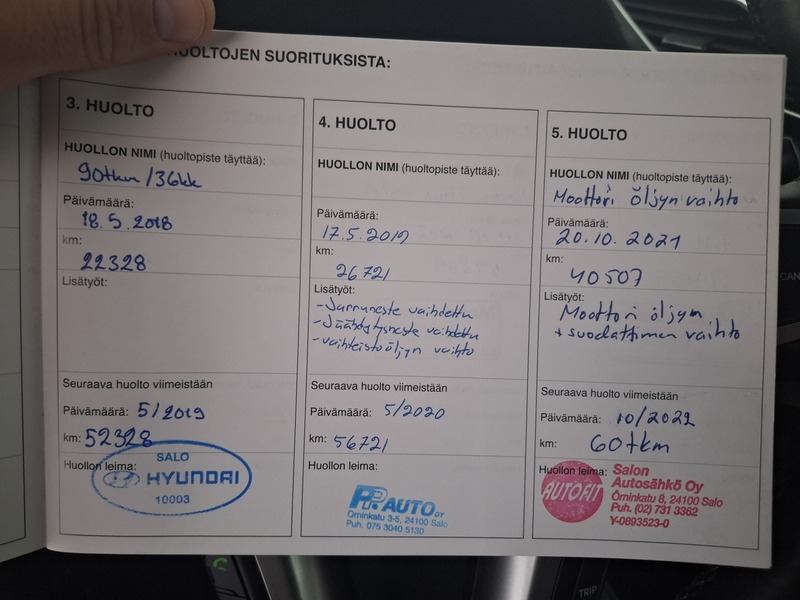 HUOLTOJEN SUORITUKSISTA:
3. HUOLTO
HUOLLON NIMI (huoltopiste täyttää):
90tkm/36kk
Päivämäärä:
18.5.2018
km:
22328
Lisätyöt:
Seuraava huolto viimeistään
Päivämäärä: 5/2019
km: 52328
Huollon leima:
SALO
HYUNDAI
10003
4. HUOLTO
HUOLLON NIMI (huoltopiste täyttää):
Päivämäärä:
17.5.2019
km:
26721
Lisätyöt:
-Jarruneste vaihdettu
-Jäähdytysneste vaihdettu
-vaihteistoöljyn vaihto
Seuraava huolto viimeistään
Päivämäärä: 5/2020
km: 56721
Huollon leima:
P.P. AUTO OY
Örninkatu 3-5, 24100 Salo
Puh. 075 3040 5130
5. HUOLTO
HUOLLON NIMI (huoltopiste täyttää):
Moottori öljyn vaihto
Päivämäärä:
20.10.2021
km:
40507
Lisätyöt:
Moottori öljyn
+ suodattimen vaihto
Seuraava huolto viimeistään
Päivämäärä: 10/2022
km: 60tkm
Huollon leima:
AUTOFIT
Salon
Autosähkö Oy
Örninkatu 8, 24100 Salo
Puh. (02) 731 3362
Y-0893523-0
CAN
TRIP